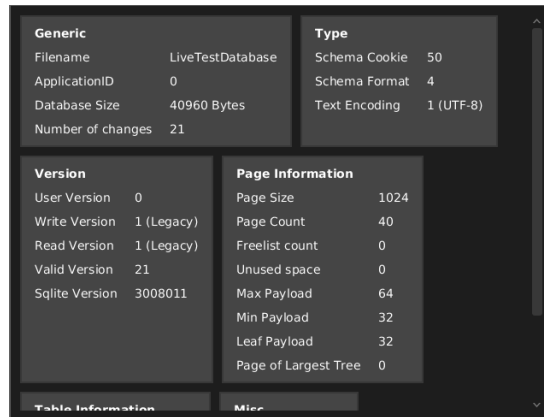 Generic
Filename LiveTestDatabase
ApplicationID 0
Database Size 40960 Bytes
Number of changes 21
Type
Schema Cookie 50
Schema Format 4
Text Encoding 1 (UTF-8)
Version
User Version 0
Write Version 1 (Legacy)
Read Version 1 (Legacy)
Valid Version 21
Sqlite Version 3008011
Page Information
Page Size 1024
Page Count 40
Freelist count 0
Unused space 0
Max Payload 64
Min Payload 32
Leaf Payload 32
Page of Largest Tree 0
Table Information
Misc